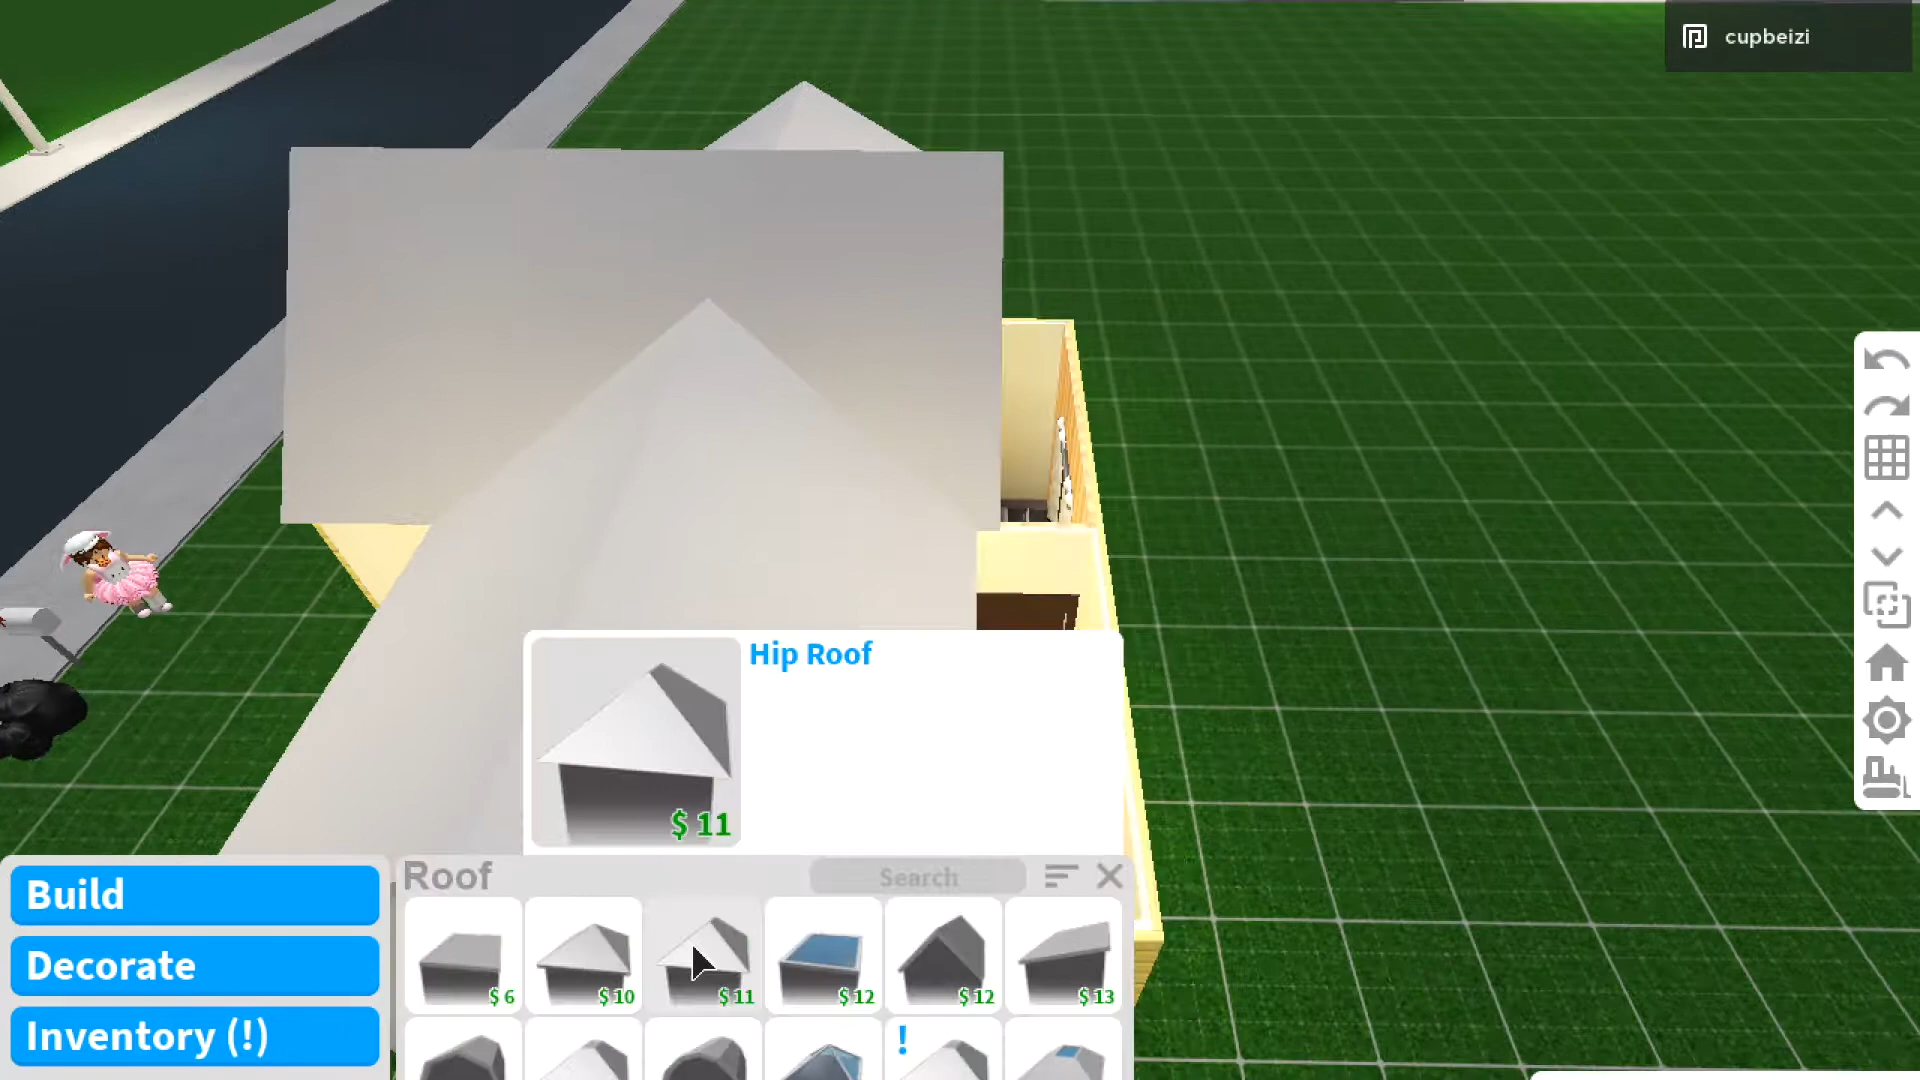 cupbeizi
Hip Roof
$ 11
Roof
Search
Build
Decorate
Inventory (!)
$ 6
$ 10
$ 11
$ 12
$ 12
$ 13
!